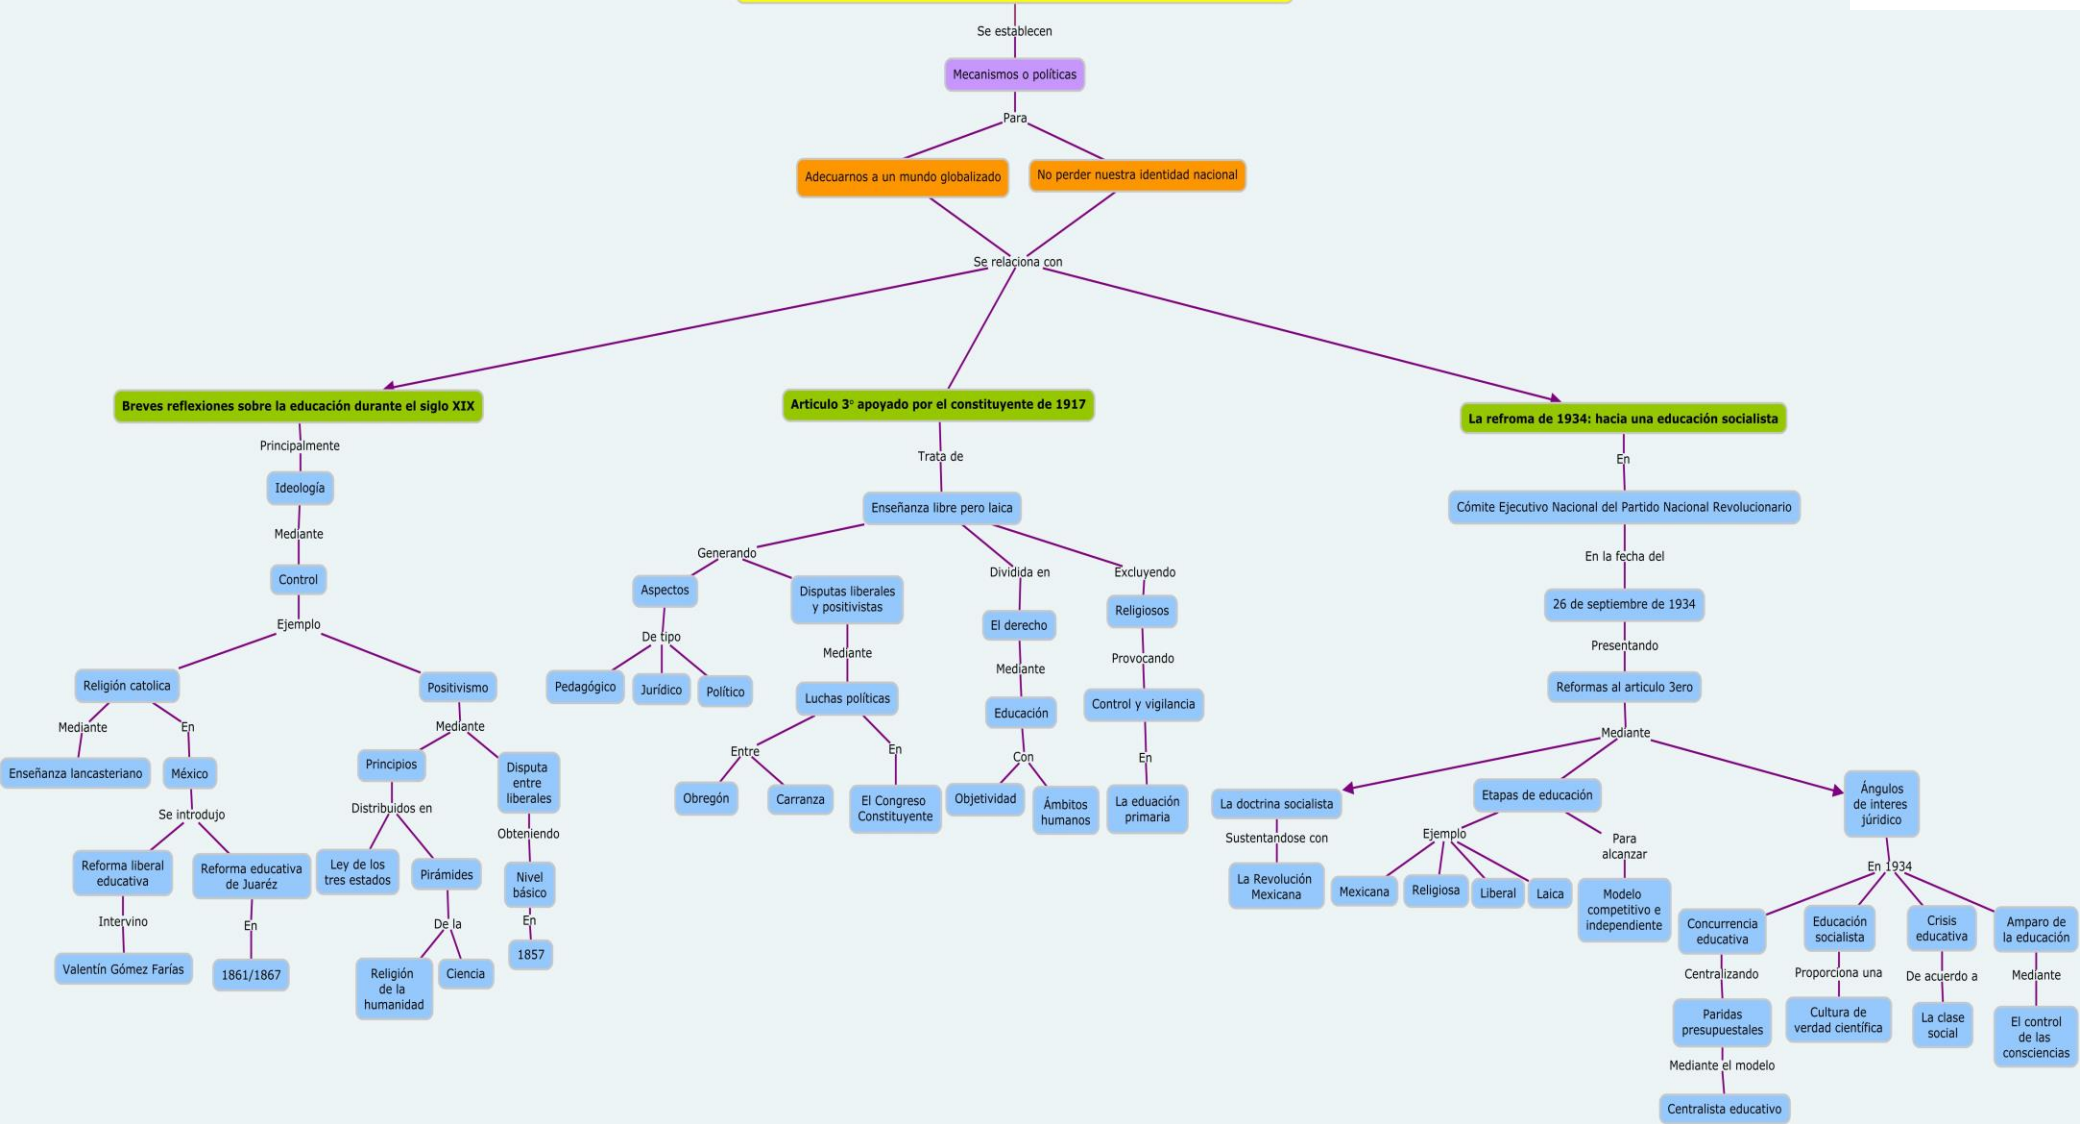 Se establecen
Mecanismos o políticas
Para
Adecuarnos a un mundo globalizado
No perder nuestra identidad nacional
Se relaciona con
Breves reflexiones sobre la educación durante el siglo XIX
Principalmente
Ideología
Mediante
Control
Ejemplo
Religión catolica
Positivismo
Mediante
En
Mediante
Enseñanza lancasteriano
México
Principios
Disputa
entre
liberales
Se introdujo
Distribuidos en
Obteniendo
Reforma liberal
educativa
Reforma educativa
de Juaréz
Ley de los
tres estados
Pirámides
Nivel
básico
Intervino
En
De la
En
Valentín Gómez Farías
1861/1867
Religión
de la
humanidad
Ciencia
1857
Articulo 3º apoyado por el constituyente de 1917
Trata de
Enseñanza libre pero laica
Generando
Dividida en
Excluyendo
Aspectos
Disputas liberales
y positivistas
El derecho
Religiosos
De tipo
Mediante
Mediante
Provocando
Pedagógico
Jurídico
Político
Luchas políticas
Educación
Control y vigilancia
Entre
En
Con
En
Obregón
Carranza
El Congreso
Constituyente
Objetividad
Ámbitos
humanos
La eduación
primaria
La refroma de 1934: hacia una educación socialista
En
Cómite Ejecutivo Nacional del Partido Nacional Revolucionario
En la fecha del
26 de septiembre de 1934
Presentando
Reformas al articulo 3ero
Mediante
La doctrina socialista
Etapas de educación
Ángulos
de interes
júridico
Sustentandose con
Ejemplo
Para
alcanzar
En 1934
La Revolución
Mexicana
Mexicana
Religiosa
Liberal
Laica
Modelo
competitivo e
independiente
Concurrencia
educativa
Educación
socialista
Crisis
educativa
Amparo de
la educación
Centralizando
Proporciona una
De acuerdo a
Mediante
Paridas
presupuestales
Cultura de
verdad científica
La clase
social
El control
de las
consciencias
Mediante el modelo
Centralista educativo